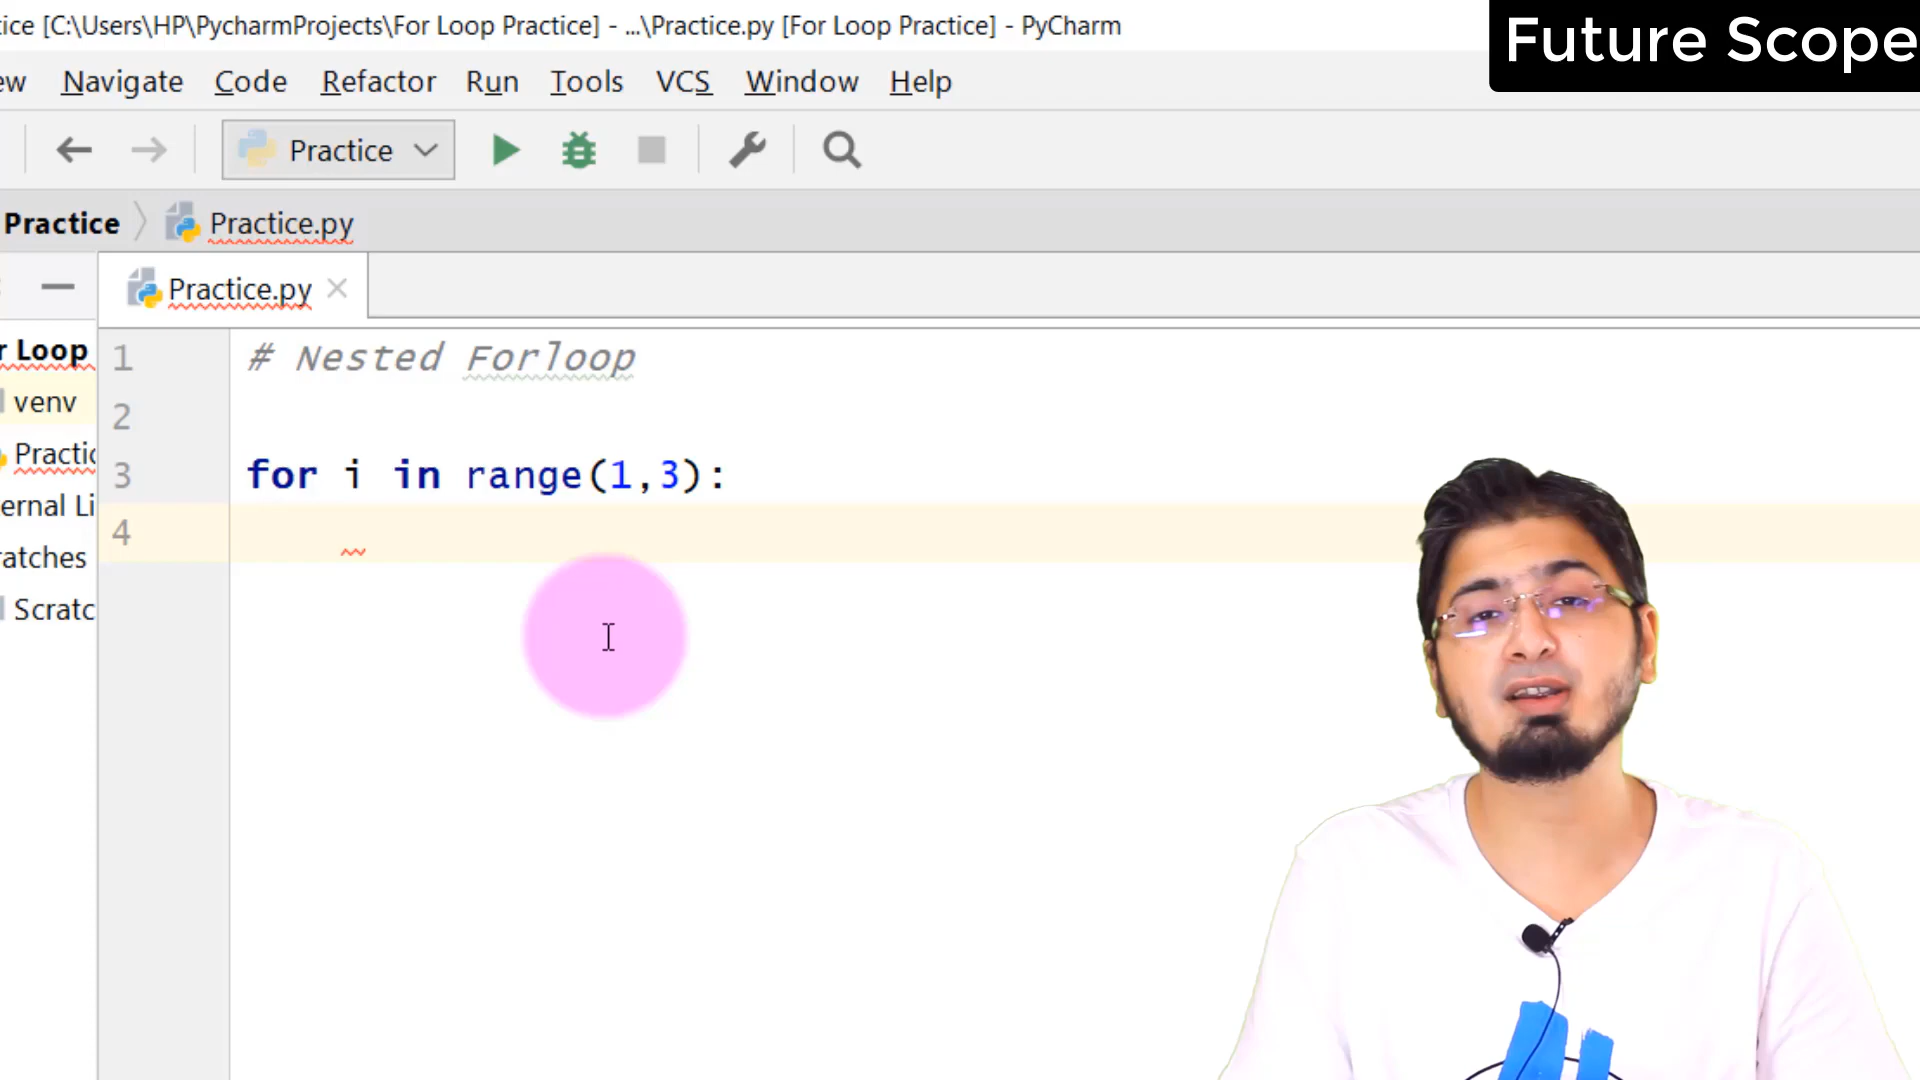 tice [C:\Users\HP\PycharmProjects\For Loop Practice] - ...\Practice.py [For Loop Practice] - PyCharm
Future Scope
ew Navigate Code Refactor Run Tools VCS Window Help
Practice
Practice Practice.py
Practice.py
r Loop
venv
Practic
ernal Li
ratches
Scratc
1 # Nested Forloop
2
3 for i in range(1,3):
4